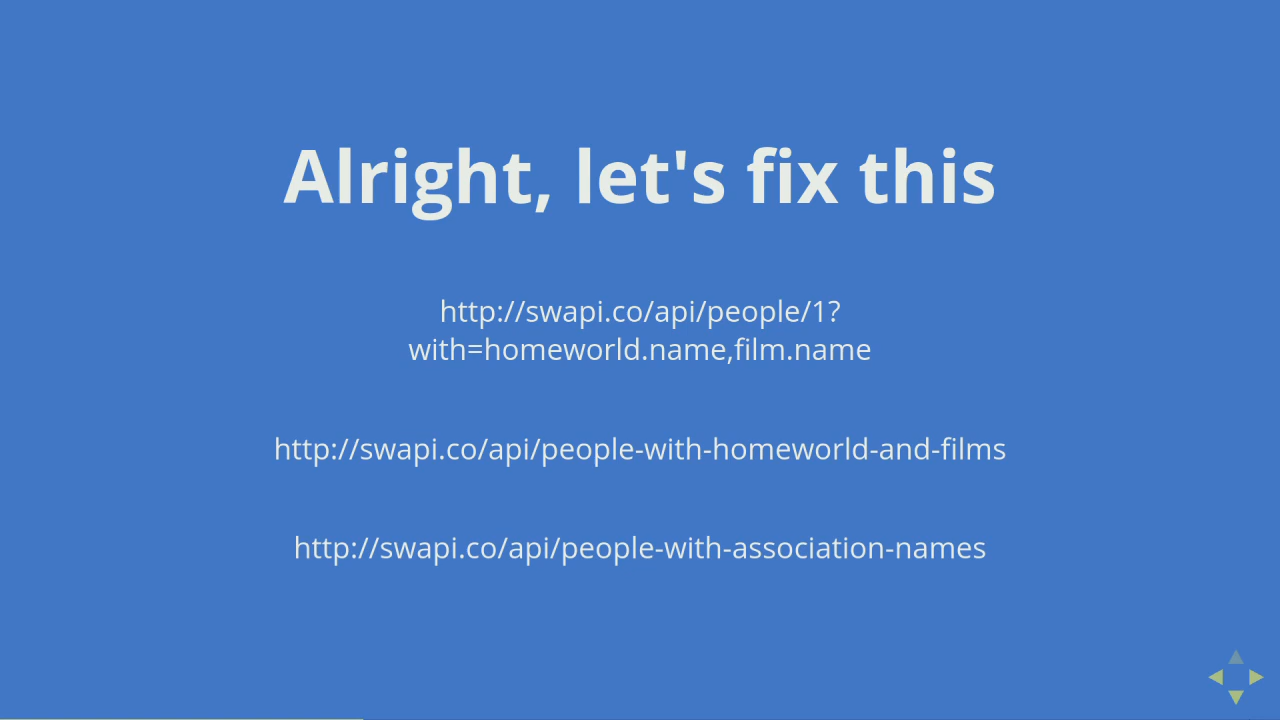 Alright, let's fix this
http://swapi.co/api/people/1?
with=homeworld.name,film.name
http://swapi.co/api/people-with-homeworld-and-films
http://swapi.co/api/people-with-association-names